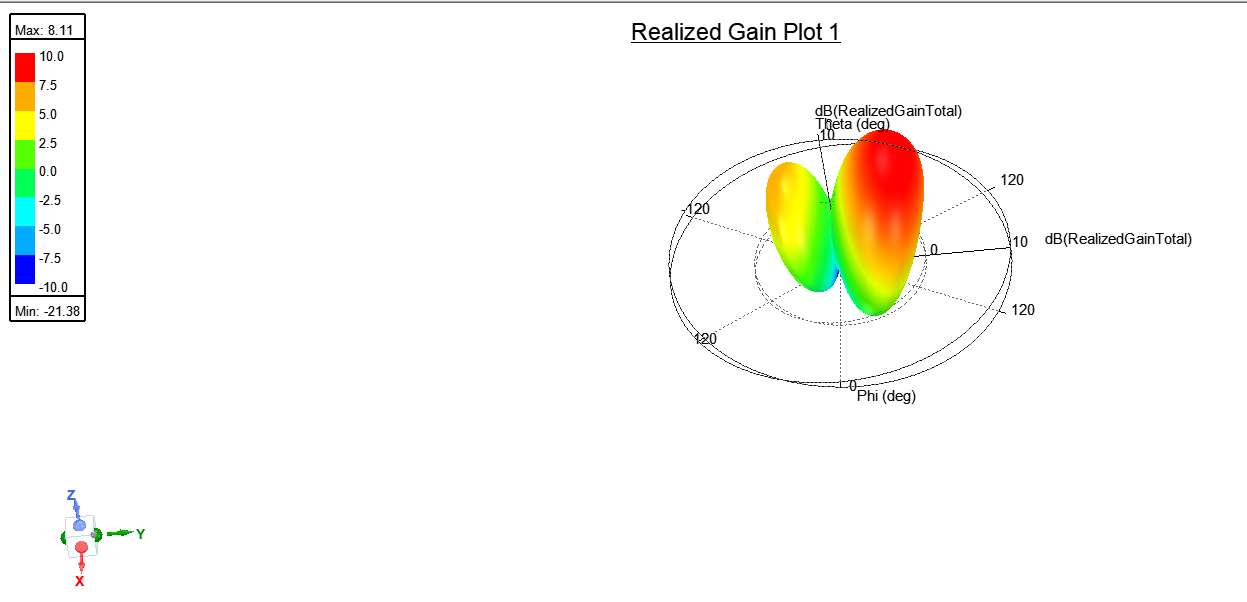 Realized Gain Plot 1
Max: 8.11
10.0
7.5
5.0
2.5
0.0
-2.5
-5.0
-7.5
-10.0
Min: -21.38
dB(RealizedGainTotal)
Theta (deg)
10
120
-120
10
dB(RealizedGainTotal)
0
120
120
0
Phi (deg)
Z
Y
X